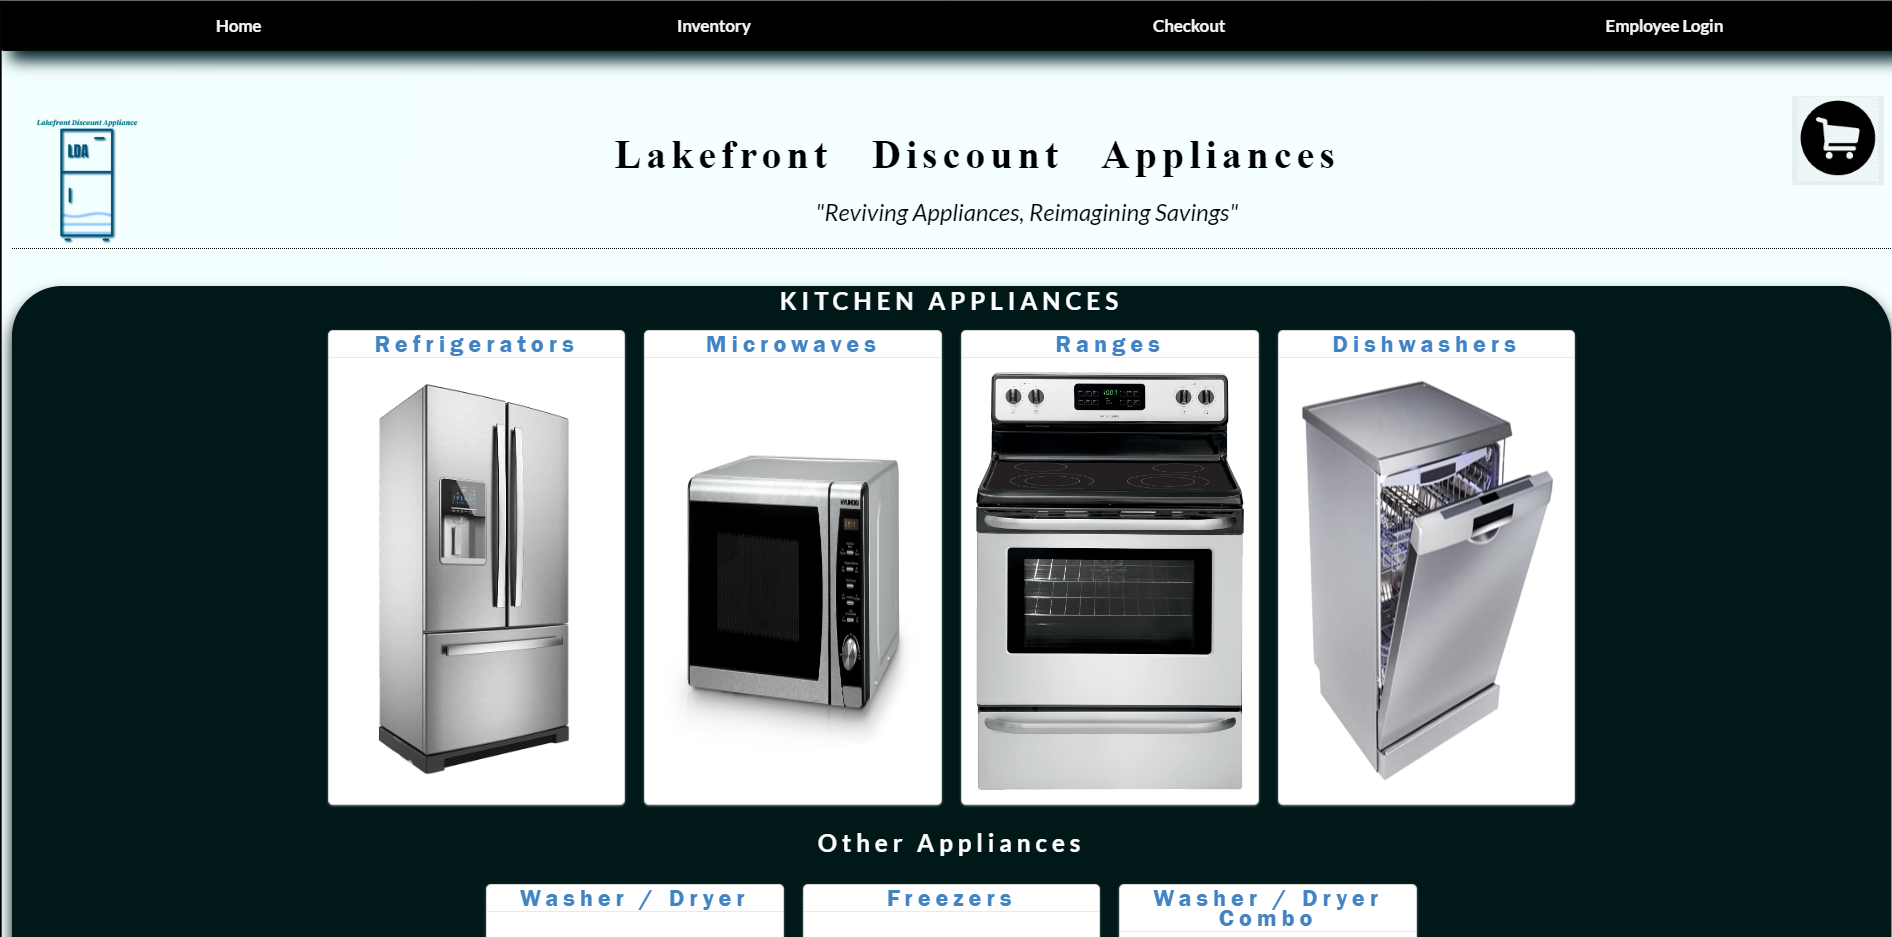 Home Inventory Checkout Employee Login
Lakefront Discount Appliance
LDA
Lakefront Discount Appliances
"Reviving Appliances, Reimagining Savings"
KITCHEN APPLIANCES
Refrigerators Microwaves Ranges Dishwashers
HYUNDAI
Other Appliances
Washer / Dryer Freezers Washer / Dryer
Combo